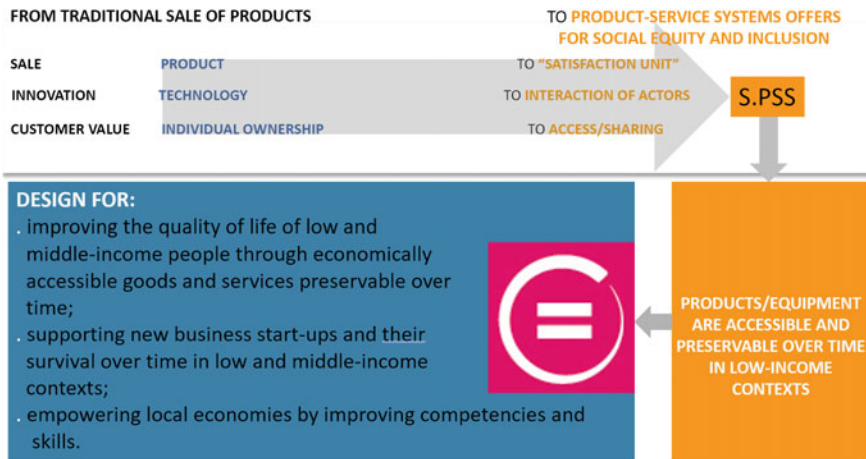 FROM TRADITIONAL SALE OF PRODUCTS
TO PRODUCT-SERVICE SYSTEMS OFFERS
FOR SOCIAL EQUITY AND INCLUSION
SALE PRODUCT TO "SATISFACTION UNIT"
INNOVATION TECHNOLOGY TO INTERACTION OF ACTORS
CUSTOMER VALUE INDIVIDUAL OWNERSHIP TO ACCESS/SHARING
S.PSS
DESIGN FOR:
. improving the quality of life of low and
middle-income people through economically
accessible goods and services preservable over
time;
. supporting new business start-ups and their
survival over time in low and middle-income
contexts;
. empowering local economies by improving competencies and
skills.
=
PRODUCTS/EQUIPMENT
ARE ACCESSIBLE AND
PRESERVABLE OVER TIME
IN LOW-INCOME
CONTEXTS